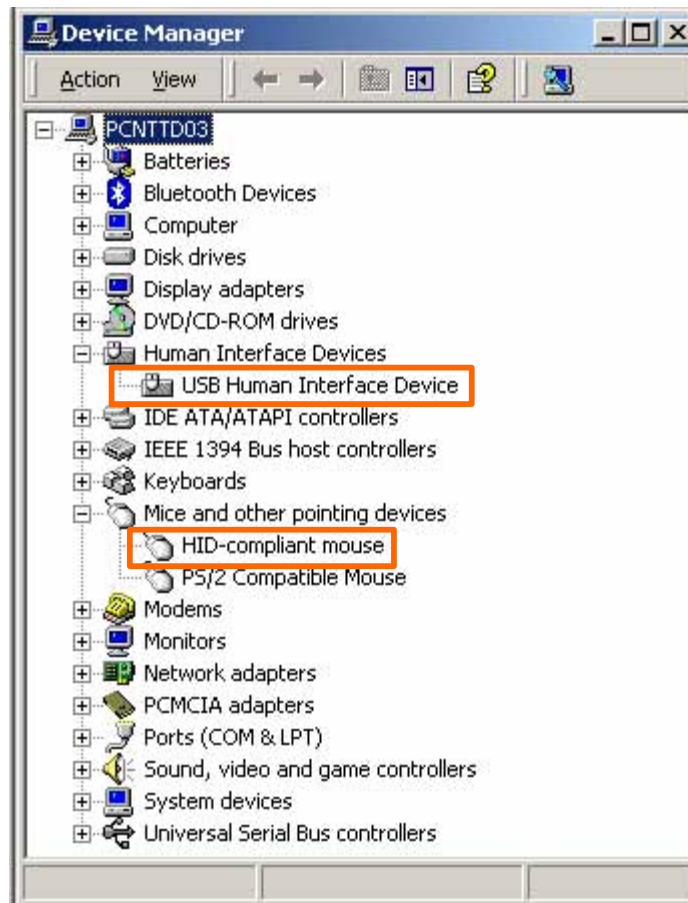 Device Manager
Action View
PCNTTD03
Batteries
Bluetooth Devices
Computer
Disk drives
Display adapters
DVD/CD-ROM drives
Human Interface Devices
USB Human Interface Device
IDE ATA/ATAPI controllers
IEEE 1394 Bus host controllers
Keyboards
Mice and other pointing devices
HID-compliant mouse
PS/2 Compatible Mouse
Modems
Monitors
Network adapters
PCMCIA adapters
Ports (COM & LPT)
Sound, video and game controllers
System devices
Universal Serial Bus controllers